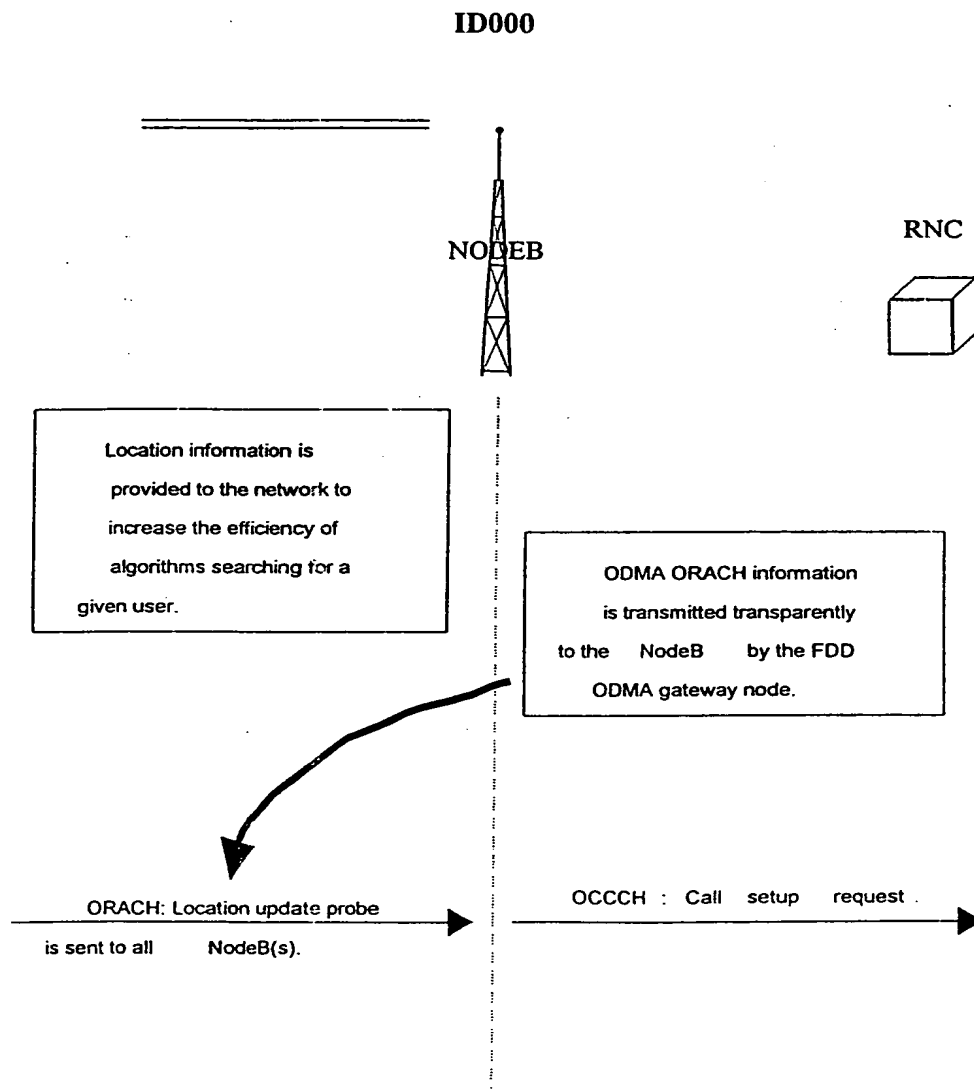 ID000
NODEB
RNC
Location information is
provided to the network to
increase the efficiency of
algorithms searching for a
given user.
ODMA ORACH information
is transmitted transparently
to the NodeB by the FDD
ODMA gateway node.
ORACH: Location update probe
is sent to all NodeB(s).
OCCCH : Call setup request .